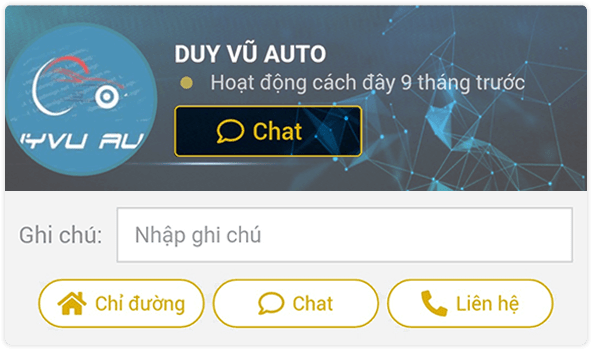 DUY VŨ AUTO
Hoạt động cách đây 9 tháng trước
Chat
IYVU AU
Ghi chú:
Nhập ghi chú
Chỉ đường
Chat
Liên hệ